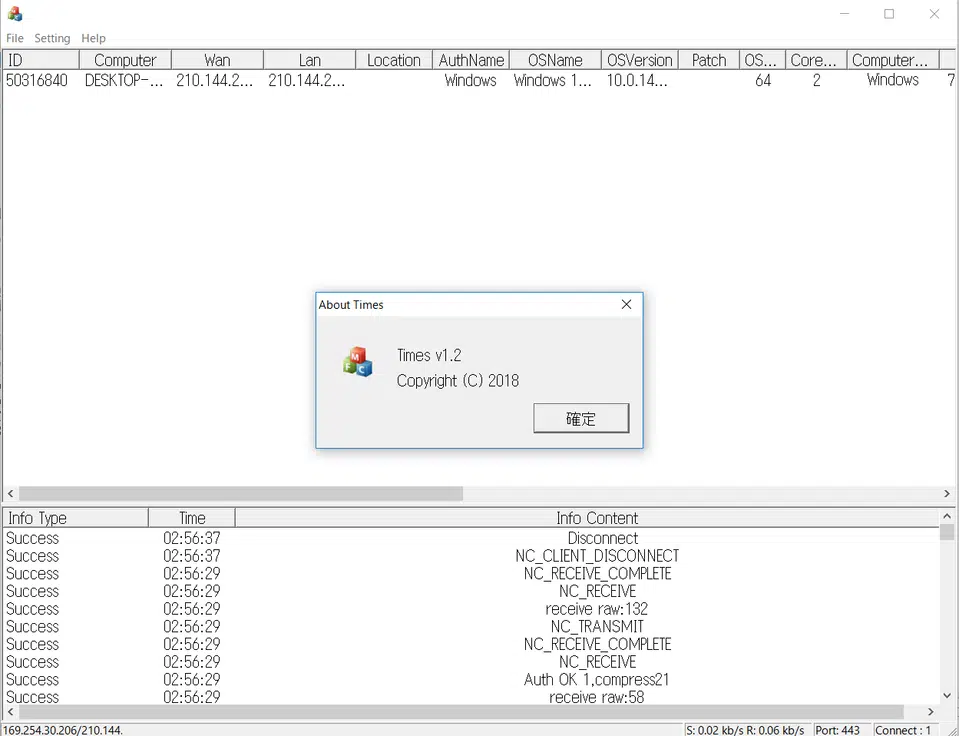 File Setting Help
ID Computer Wan Lan Location AuthName OSName OSVersion Patch OS... Core... Computer...
50316840 DESKTOP-... 210.144.2... 210.144.2... Windows Windows 1... 10.0.14... 64 2 Windows 7
About Times
Times v1.2
Copyright (C) 2018
確定
Info Type Time Info Content
Success 02:56:37 Disconnect
Success 02:56:37 NC_CLIENT_DISCONNECT
Success 02:56:29 NC_RECEIVE_COMPLETE
Success 02:56:29 NC_RECEIVE
Success 02:56:29 receive raw:132
Success 02:56:29 NC_TRANSMIT
Success 02:56:29 NC_RECEIVE_COMPLETE
Success 02:56:29 NC_RECEIVE
Success 02:56:29 Auth OK 1,compress21
Success 02:56:29 receive raw:58
169.254.30.206/210.144. S: 0.02 kb/s R: 0.06 kb/s Port: 443 Connect : 1